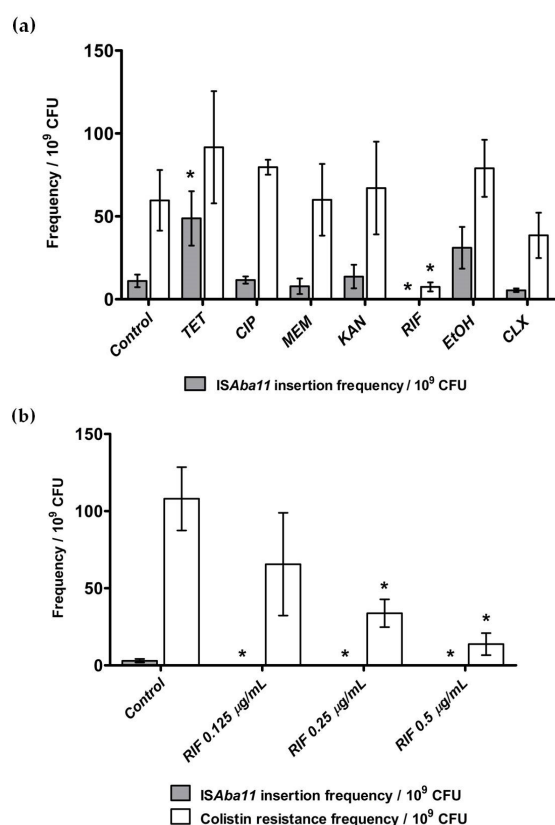 (a)
Frequency / 10⁹ CFU
150
100
50
0
*
* *
Control TET CIP MEM KAN RIF EtOH CLX
ISAba11 insertion frequency / 10⁹ CFU
(b)
Frequency / 10⁹ CFU
150
100
50
0
* * * * *
Control RIF 0.125 µg/mL RIF 0.25 µg/mL RIF 0.5 µg/mL
ISAba11 insertion frequency / 10⁹ CFU
Colistin resistance frequency / 10⁹ CFU